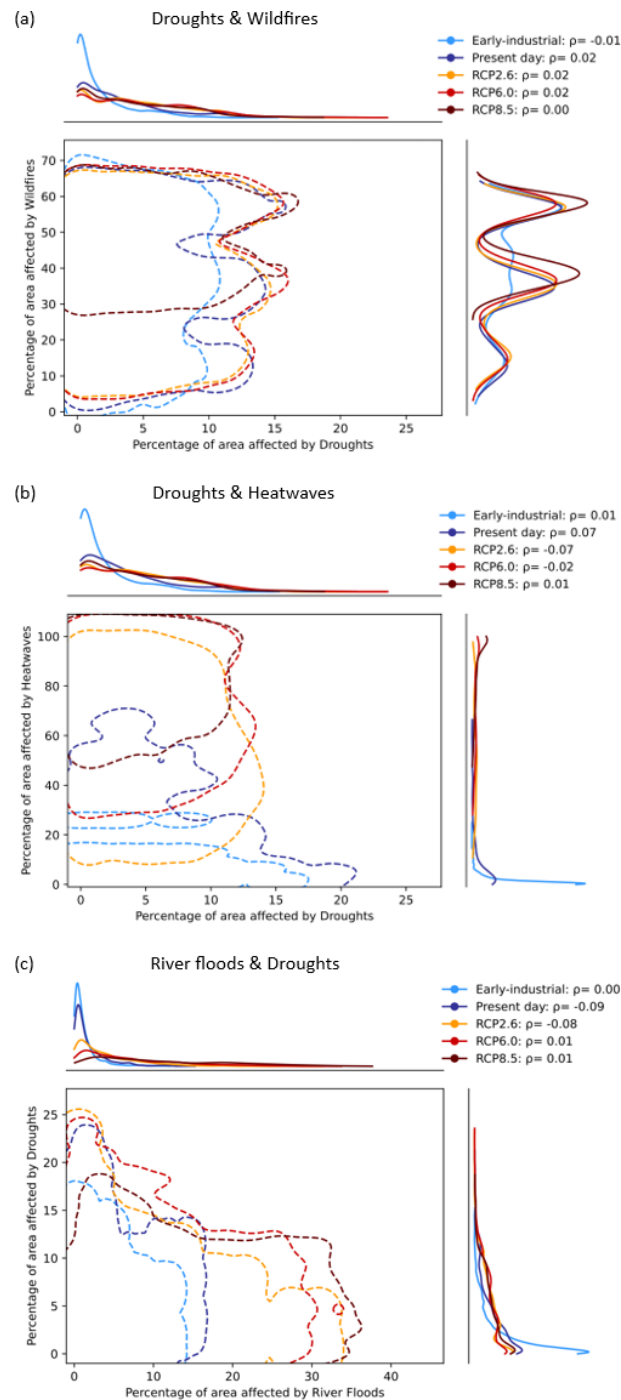 (a) Droughts & Wildfires
Early-industrial: ρ= -0.01
Present day: ρ= 0.02
RCP2.6: ρ= 0.02
RCP6.0: ρ= 0.02
RCP8.5: ρ= 0.00
Percentage of area affected by Wildfires
70
60
50
40
30
20
10
0
0 5 10 15 20 25
Percentage of area affected by Droughts
(b) Droughts & Heatwaves
Early-industrial: ρ= 0.01
Present day: ρ= 0.07
RCP2.6: ρ= -0.07
RCP6.0: ρ= -0.02
RCP8.5: ρ= 0.01
Percentage of area affected by Heatwaves
100
80
60
40
20
0
0 5 10 15 20 25
Percentage of area affected by Droughts
(c) River floods & Droughts
Early-industrial: ρ= 0.00
Present day: ρ= -0.09
RCP2.6: ρ= -0.08
RCP6.0: ρ= 0.01
RCP8.5: ρ= 0.01
Percentage of area affected by Droughts
25
20
15
10
5
0
0 10 20 30 40
Percentage of area affected by River Floods